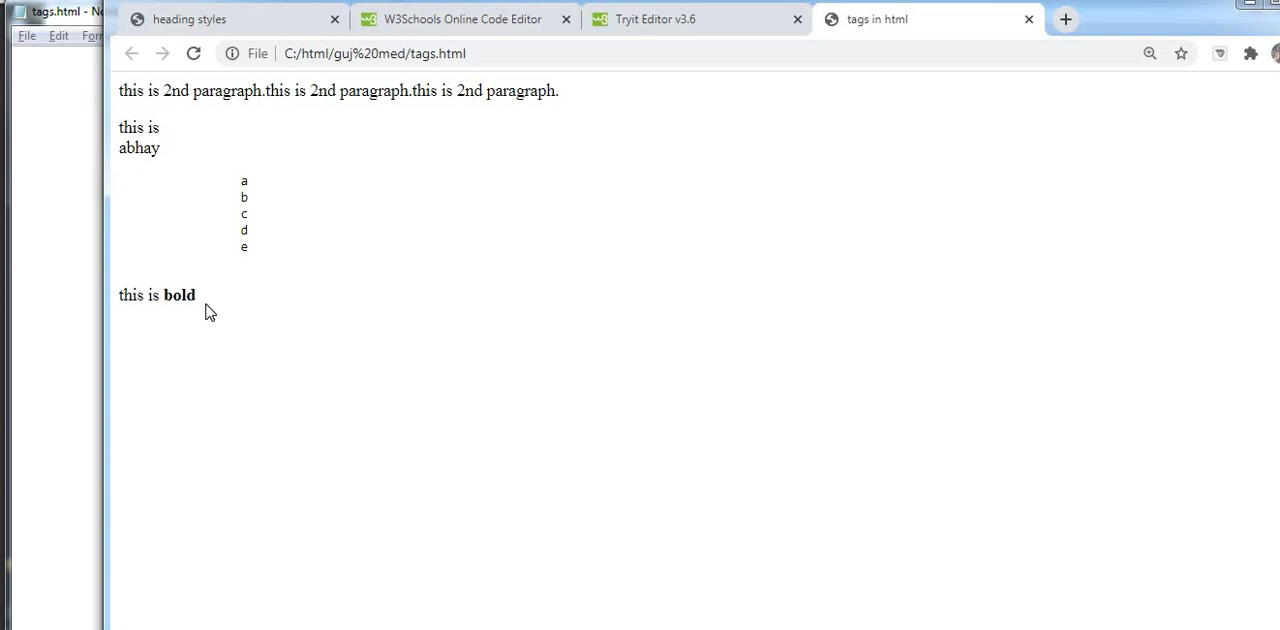 tags.html - No
heading styles
W3Schools Online Code Editor
Tryit Editor v3.6
tags in html
File Edit Form
File
C:/html/guj%20med/tags.html
this is 2nd paragraph.this is 2nd paragraph.this is 2nd paragraph.
this is
abhay
a
b
c
d
e
this is bold